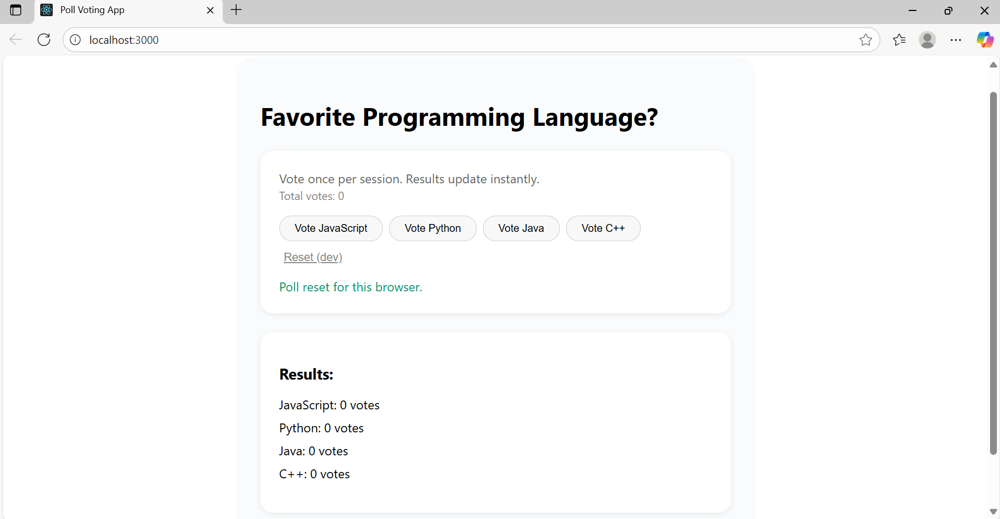 Poll Voting App
localhost:3000
Favorite Programming Language?
Vote once per session. Results update instantly.
Total votes: 0
Vote JavaScript Vote Python Vote Java Vote C++
Reset (dev)
Poll reset for this browser.
Results:
JavaScript: 0 votes
Python: 0 votes
Java: 0 votes
C++: 0 votes